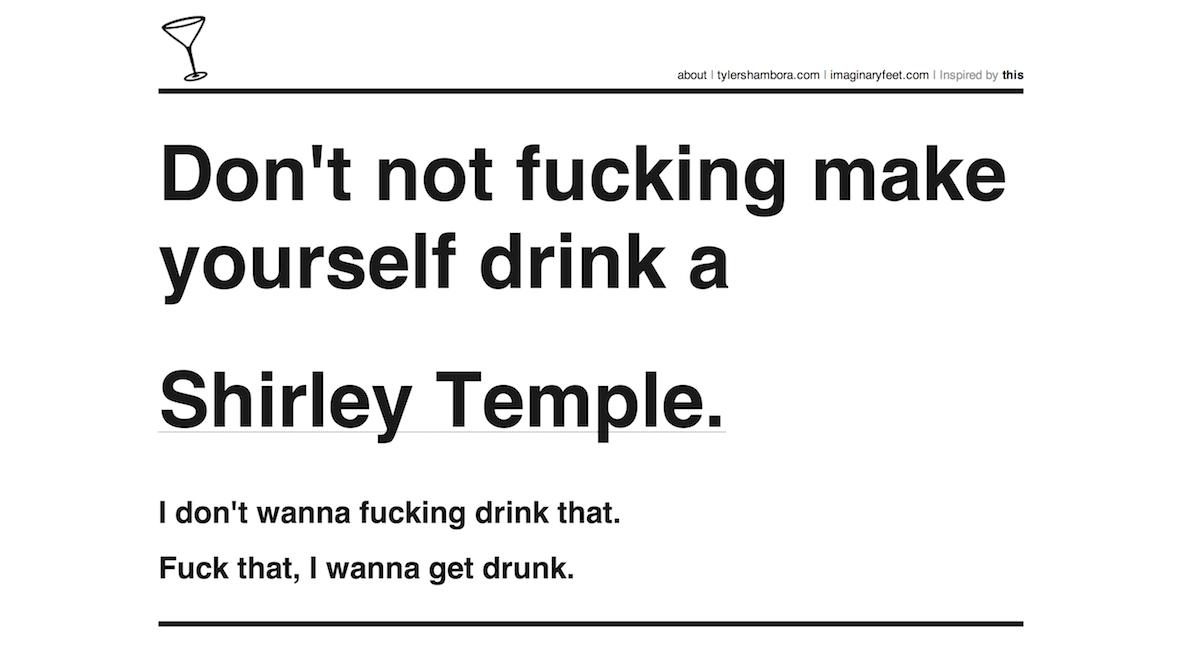 about | tylershambora.com | imaginaryfeet.com | Inspired by this
Don't not fucking make
yourself drink a
Shirley Temple.
I don't wanna fucking drink that.
Fuck that, I wanna get drunk.